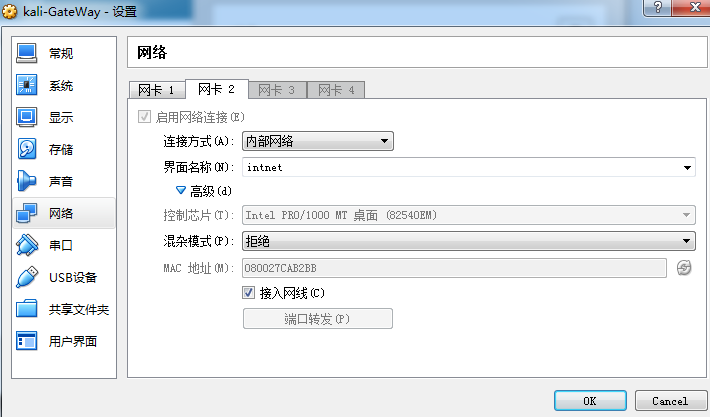 kali-GateWay - 设置
常规
系统
显示
存储
声音
网络
串口
USB设备
共享文件夹
用户界面
网络
网卡 1 网卡 2 网卡 3 网卡 4
启用网络连接(E)
连接方式(A): 内部网络
界面名称(N): intnet
高级(d)
控制芯片(T): Intel PRO/1000 MT 桌面 (82540EM)
混杂模式(P): 拒绝
MAC 地址(M): 080027CAB2BB
接入网线(C)
端口转发(P)
OK Cancel